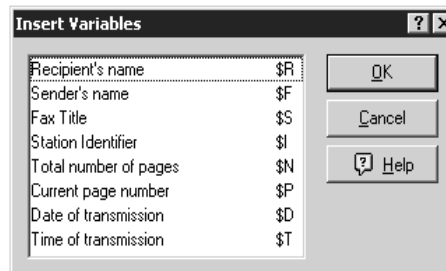 Insert Variables
Recipient's name $R
Sender's name $F
Fax Title $S
Station Identifier $I
Total number of pages $N
Current page number $P
Date of transmission $D
Time of transmission $T
OK
Cancel
Help